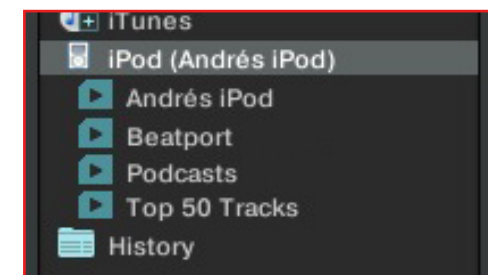 iTunes
iPod (Andrés iPod)
Andrés iPod
Beatport
Podcasts
Top 50 Tracks
History